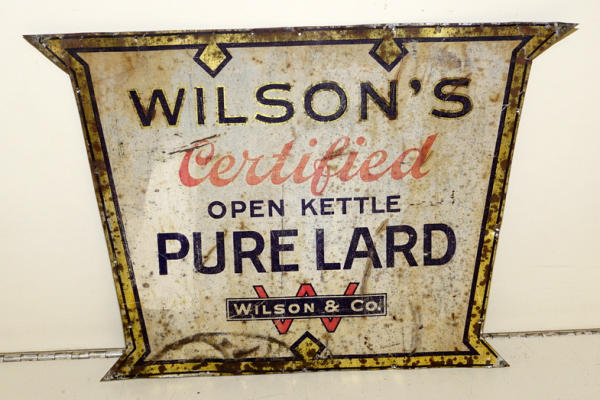 WILSON'S
Certified
OPEN KETTLE
PURE LARD
W
WILSON & Co.